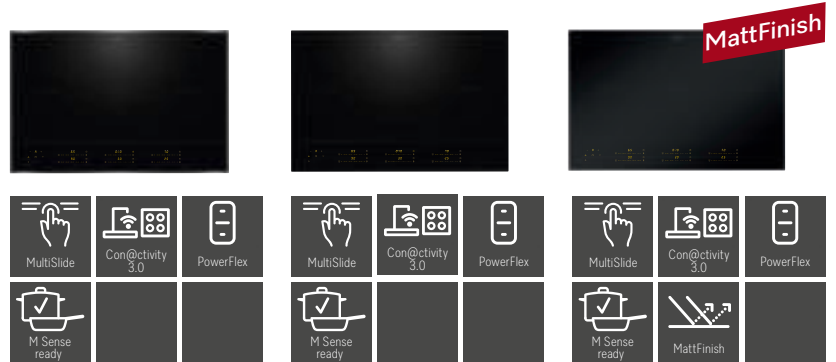 MattFinish
MultiSlide
Con@ctivity
3.0
PowerFlex
MultiSlide
Con@ctivity
3.0
PowerFlex
MultiSlide
Con@ctivity
3.0
PowerFlex
M Sense
ready
M Sense
ready
M Sense
ready
MattFinish